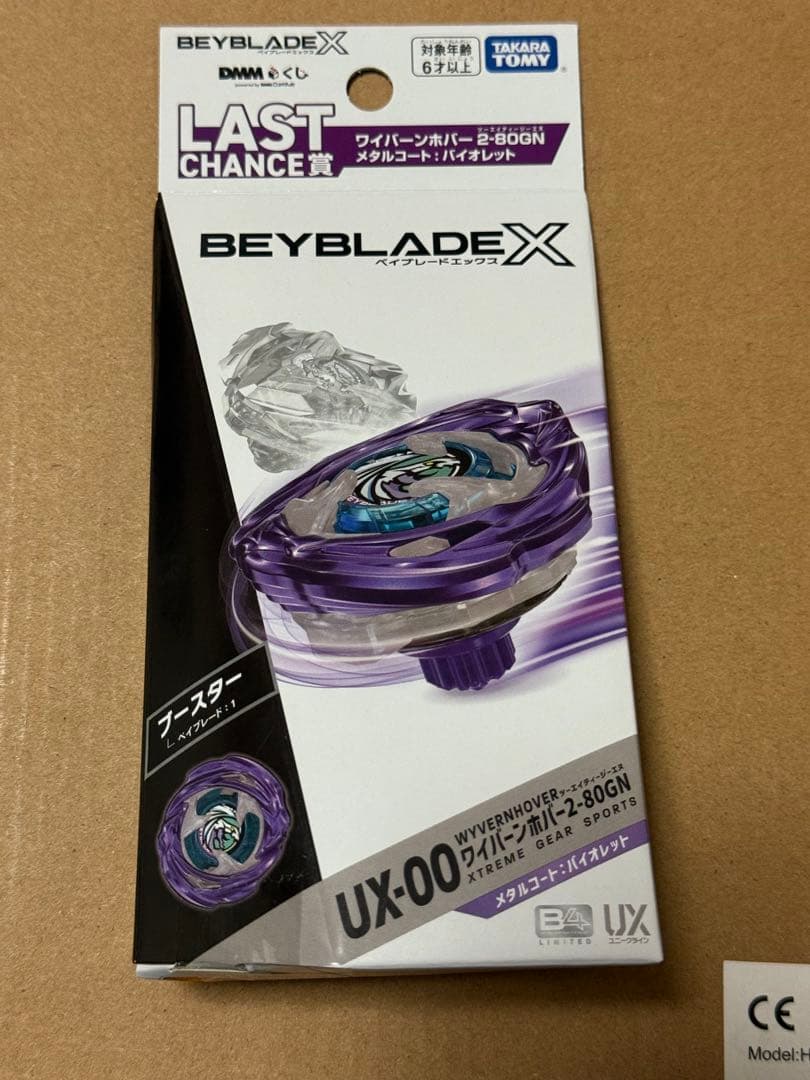 BEYBLADE X
ベイブレードエックス
対象年齢
6才以上
TAKARA
TOMY
DMMくじ
LAST
CHANCE賞
ツーエイティージーエヌ
ワイバーンホバー 2-80GN
メタルコート:バイオレット
BEYBLADE X
ベイブレードエックス
ブースター
ベイブレード:1
UX-00
WYVERNHOVER ツーエイティージーエヌ
ワイバーンホバー2-80GN
XTREME GEAR SPORTS
メタルコート:バイオレット
B4
LIMITED
UX
ユニークライン
CE
Model:H